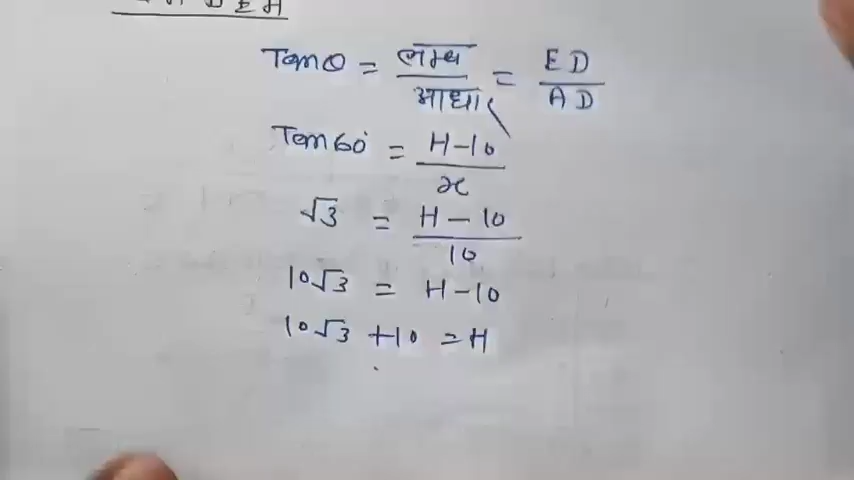 Tanθ = लम्ब / आधार = ED / AD
Tan60° = H-10 / x
√3 = H-10 / 10
10√3 = H-10
10√3 +10 = H